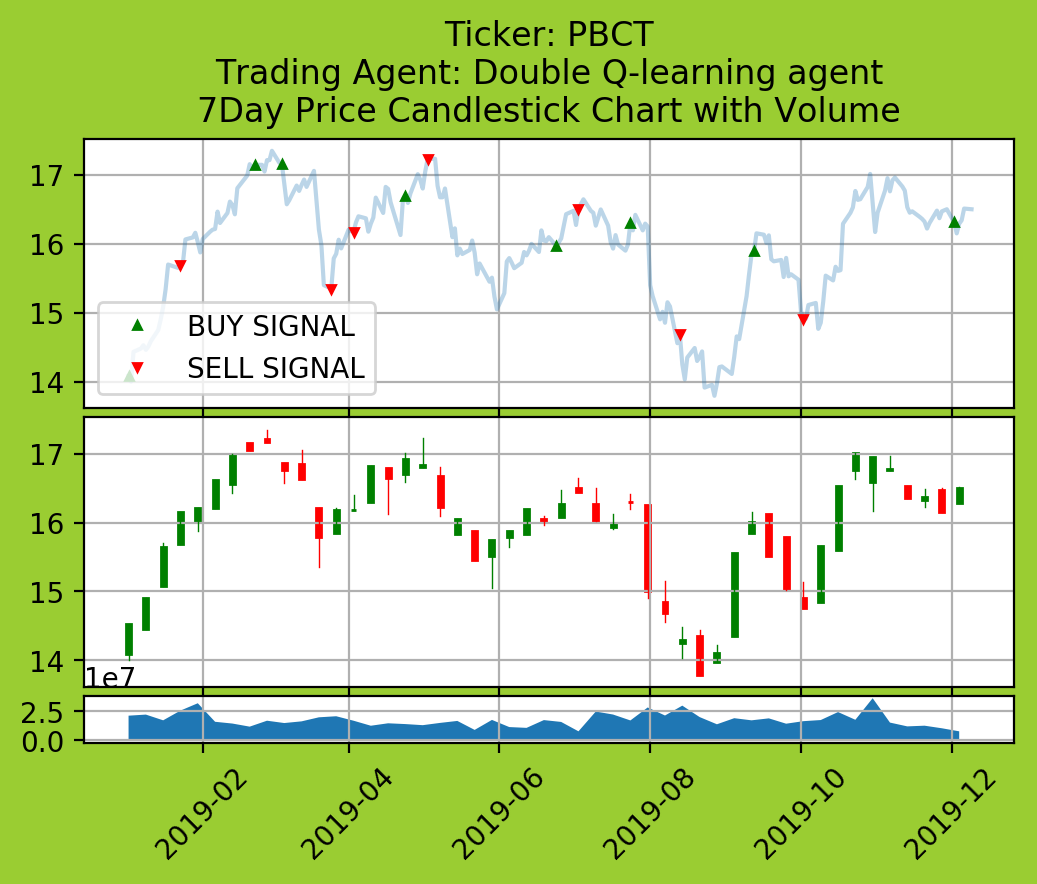 Ticker: PBCT
Trading Agent: Double Q-learning agent
7Day Price Candlestick Chart with Volume
17
16
15
14
BUY SIGNAL
SELL SIGNAL
17
16
15
14
1e7
2.5
0.0
2019-02
2019-04
2019-06
2019-08
2019-10
2019-12